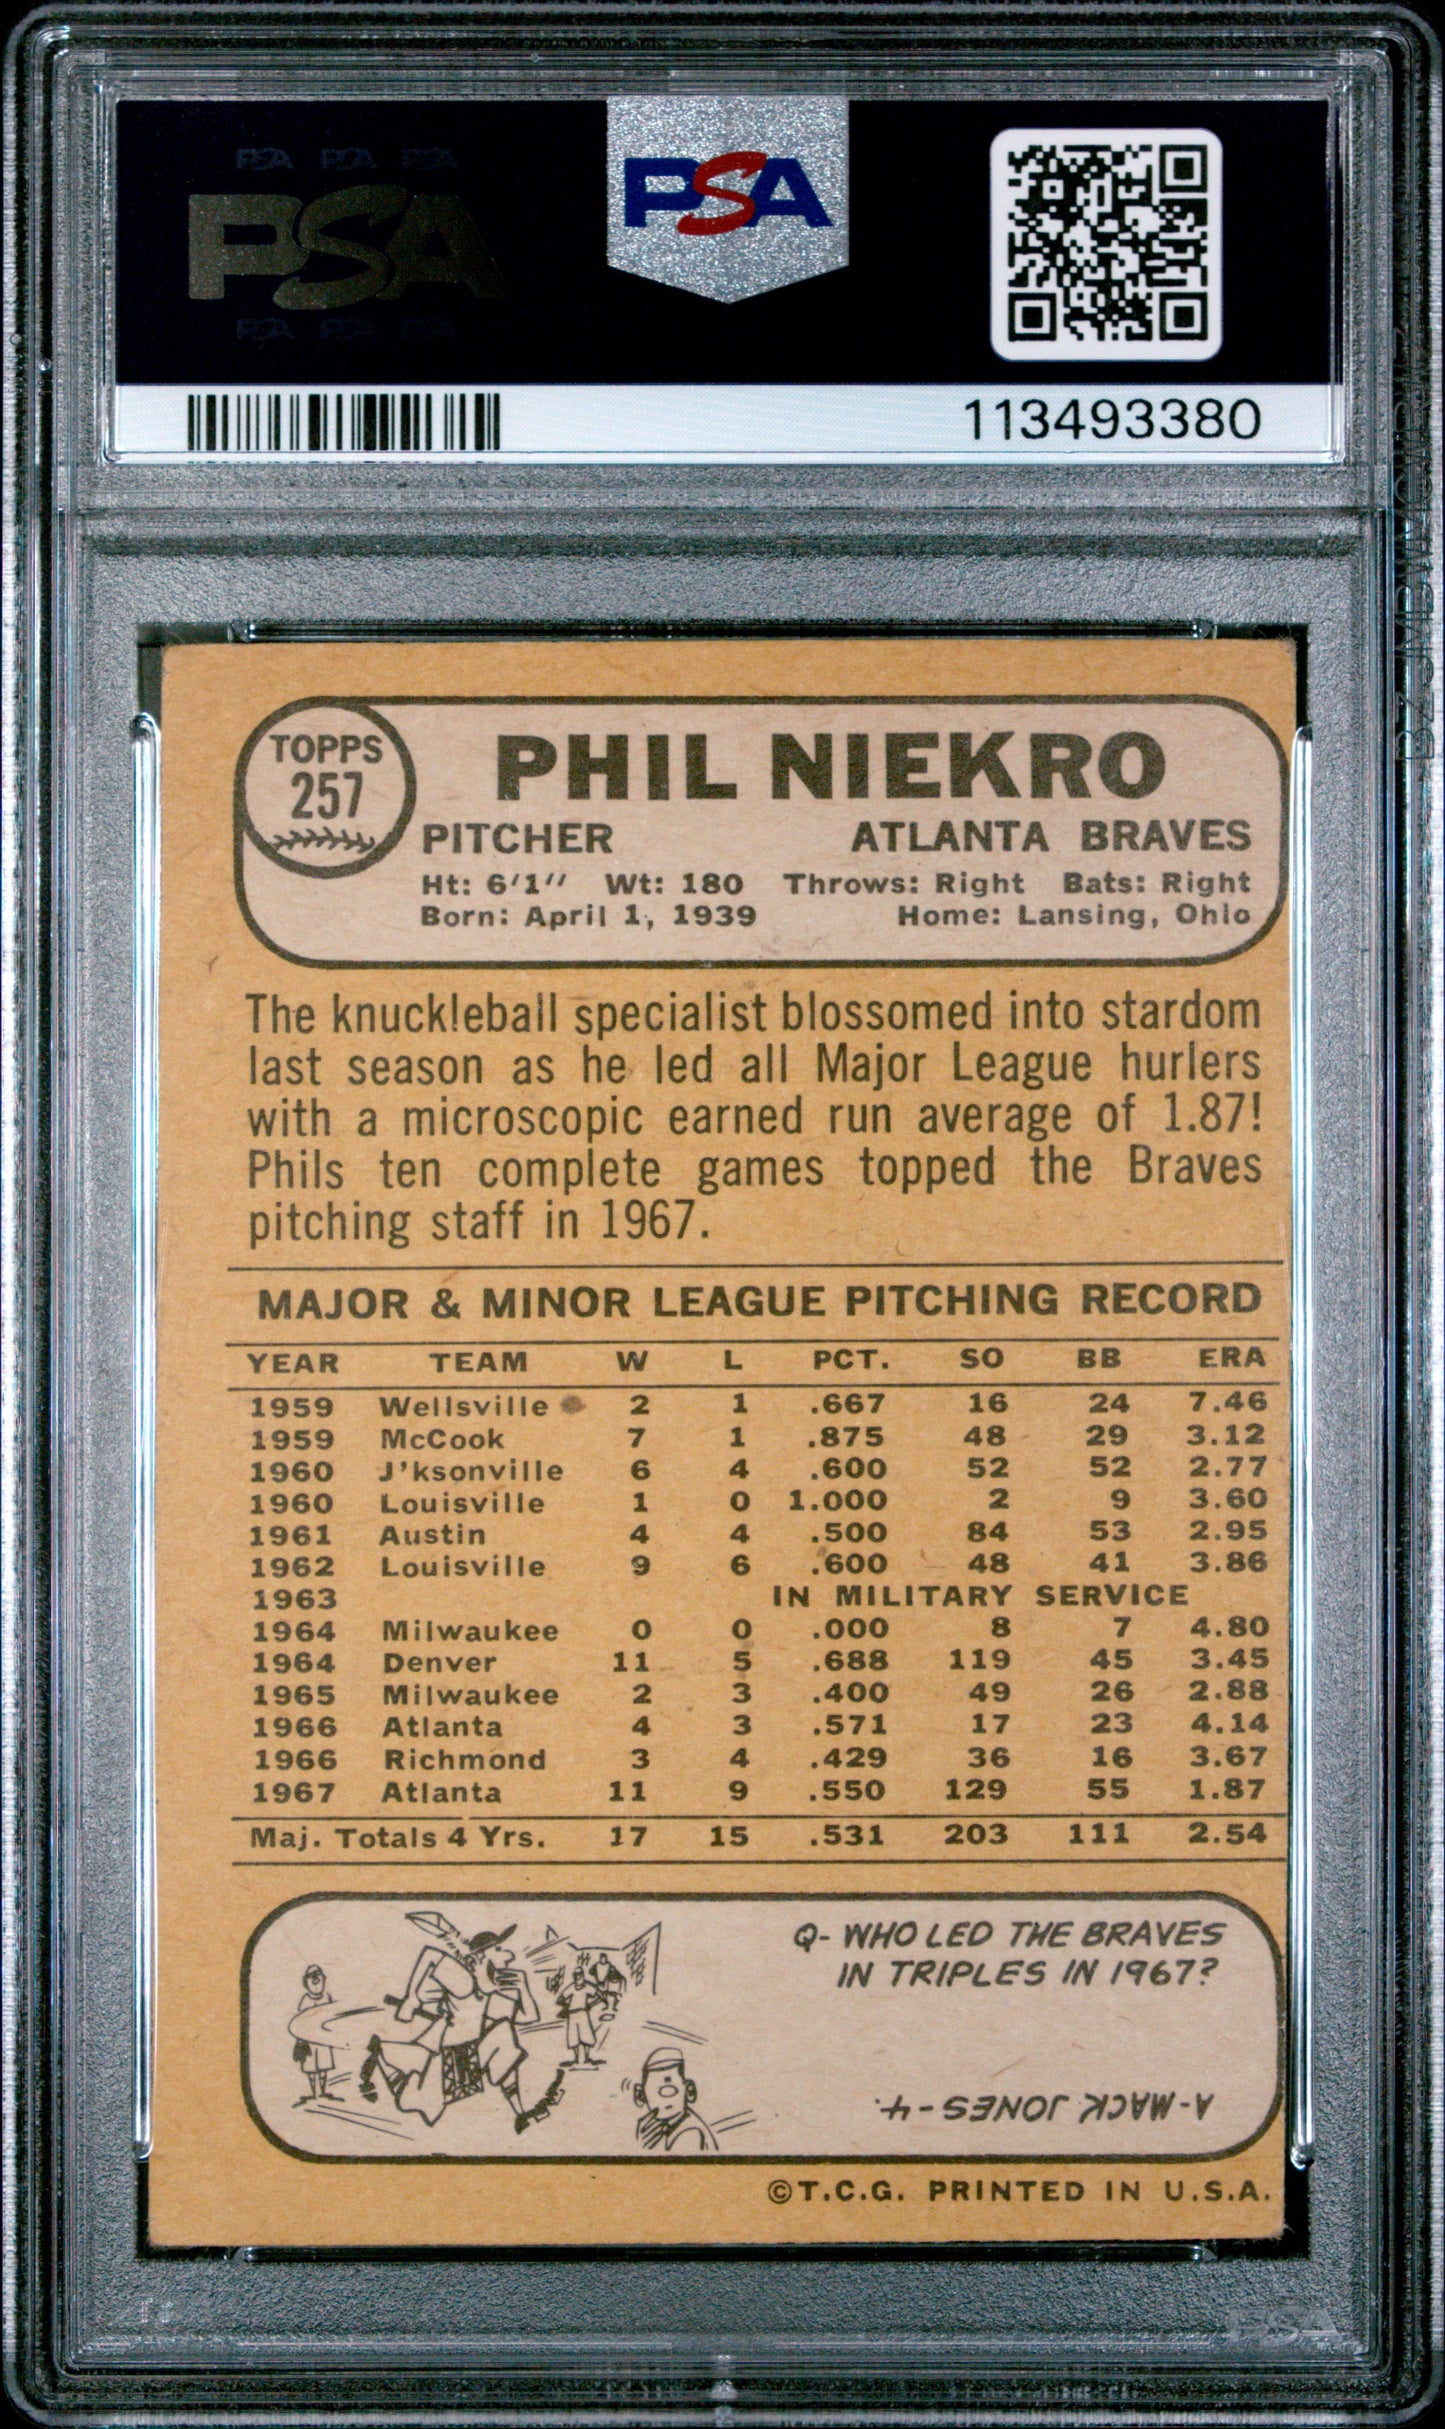 PSA PSA PSA
PSA
PSA PSA PSA
PSA
113493380
TOPPS
257
PHIL NIEKRO
PITCHER ATLANTA BRAVES
Ht: 6'1" Wt: 180 Throws: Right Bats: Right
Born: April 1, 1939 Home: Lansing, Ohio
The knuckleball specialist blossomed into stardom
last season as he led all Major League hurlers
with a microscopic earned run average of 1.87!
Phils ten complete games topped the Braves
pitching staff in 1967.
MAJOR & MINOR LEAGUE PITCHING RECORD
YEAR TEAM W L PCT. SO BB ERA
1959 Wellsville 2 1 .667 16 24 7.46
1959 McCook 7 1 .875 48 29 3.12
1960 J'ksonville 6 4 .600 52 52 2.77
1960 Louisville 1 0 1.000 2 9 3.60
1961 Austin 4 4 .500 84 53 2.95
1962 Louisville 9 6 .600 48 41 3.86
1963 IN MILITARY SERVICE
1964 Milwaukee 0 0 .000 8 7 4.80
1964 Denver 11 5 .688 119 45 3.45
1965 Milwaukee 2 3 .400 49 26 2.88
1966 Atlanta 4 3 .571 17 23 4.14
1966 Richmond 3 4 .429 36 16 3.67
1967 Atlanta 11 9 .550 129 55 1.87
Maj. Totals 4 Yrs. 17 15 .531 203 111 2.54
Q- WHO LED THE BRAVES
IN TRIPLES IN 1967?
A-MACK JONES-4.
©T.C.G. PRINTED IN U.S.A.
PSA